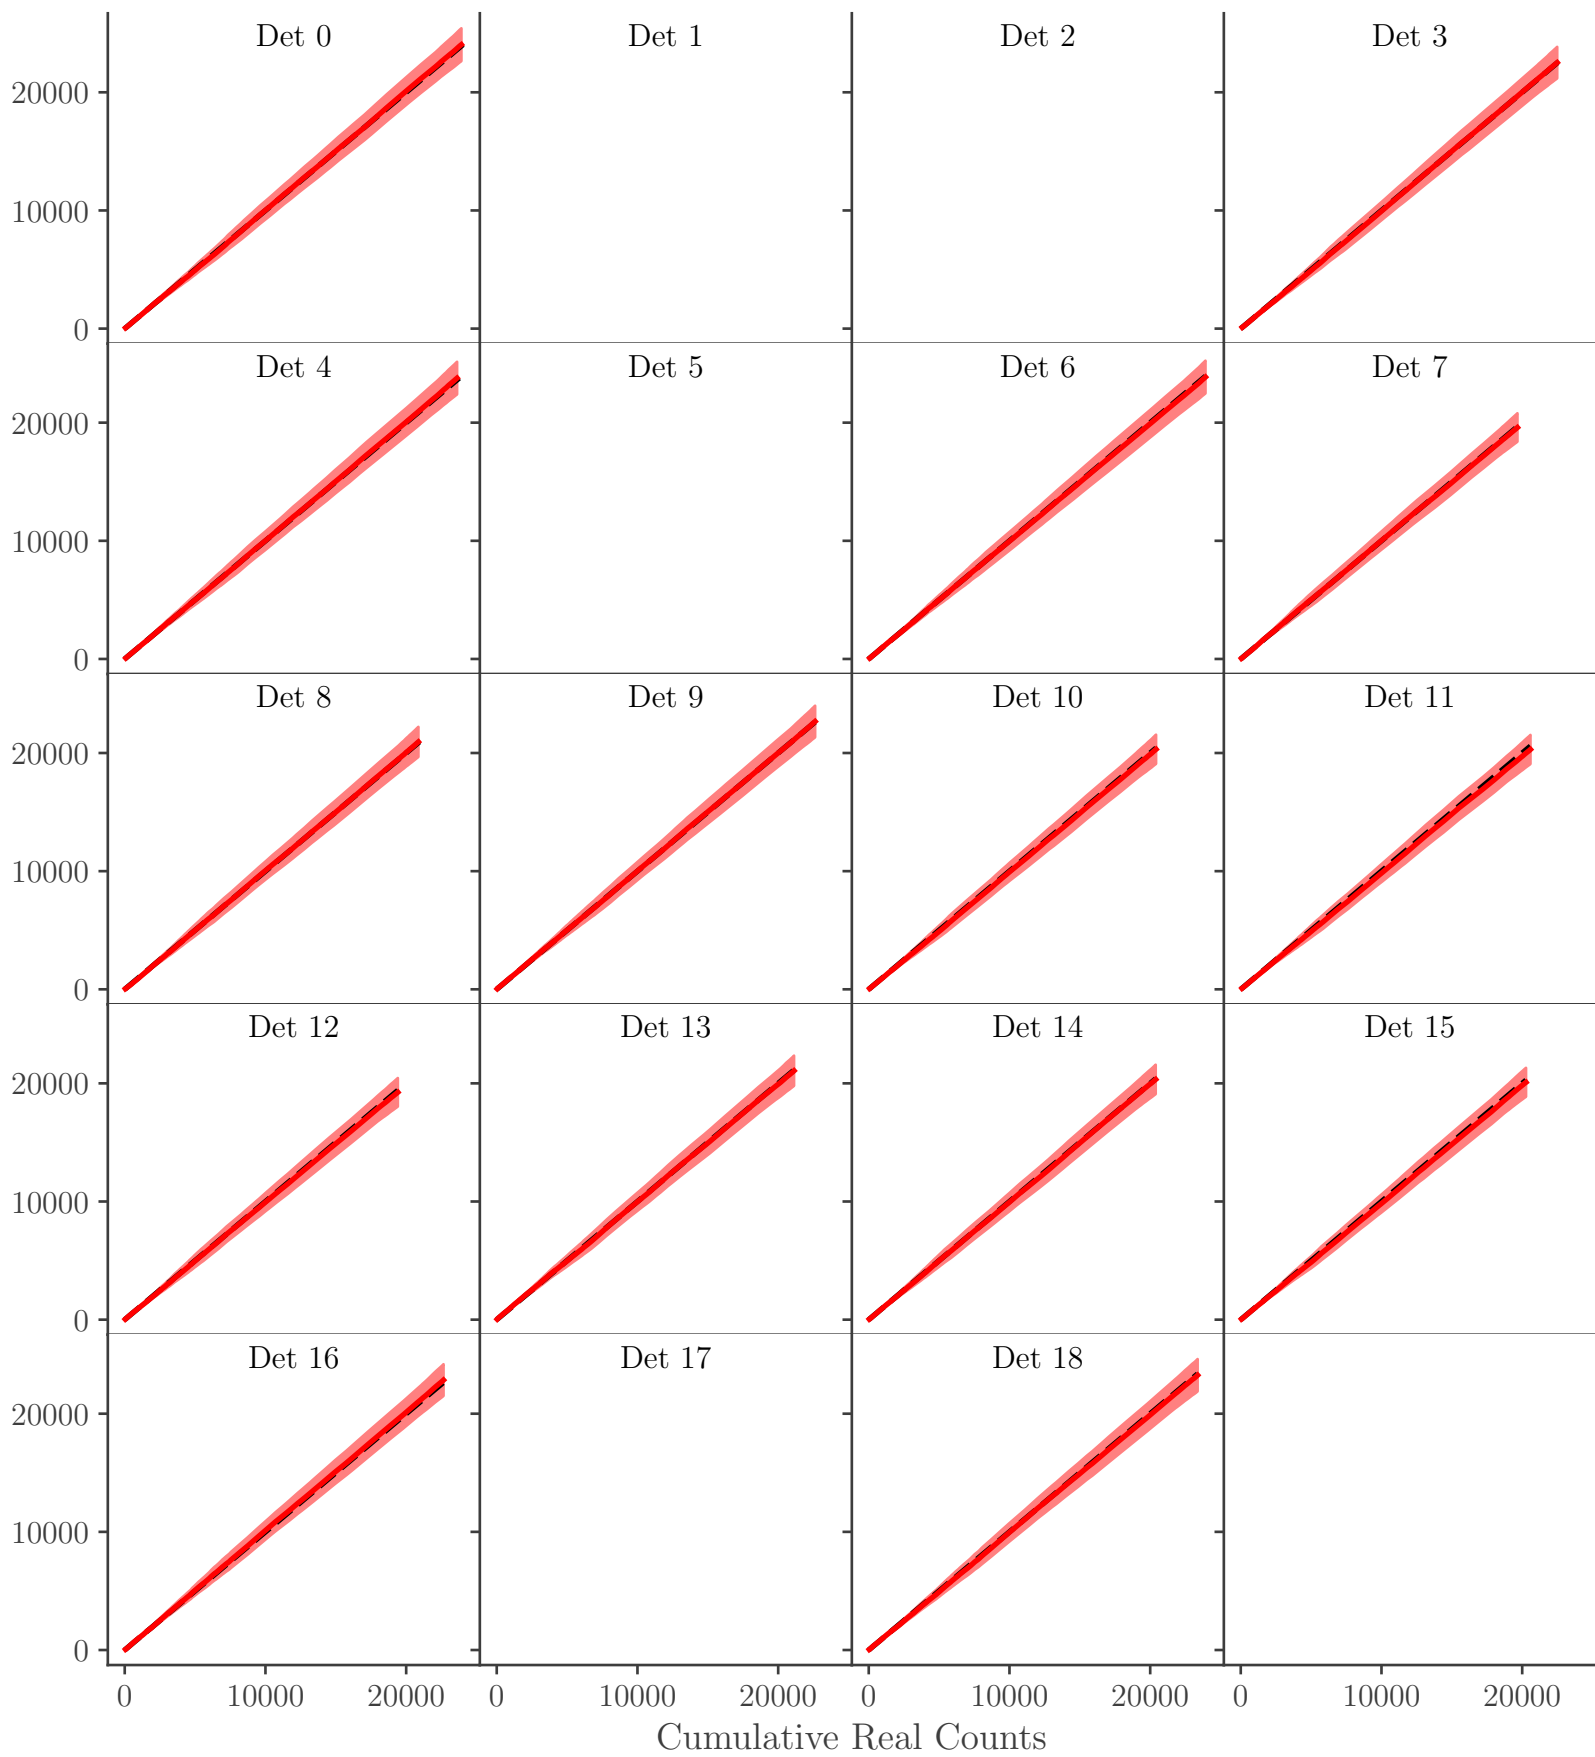 Det 0 Det 1 Det 2 Det 3
20000
10000
0
Det 4 Det 5 Det 6 Det 7
20000
10000
0
Det 8 Det 9 Det 10 Det 11
20000
10000
0
Det 12 Det 13 Det 14 Det 15
20000
10000
0
Det 16 Det 17 Det 18
20000
10000
0
0 10000 20000 0 10000 20000 0 10000 20000 0 10000 20000
Cumulative Real Counts